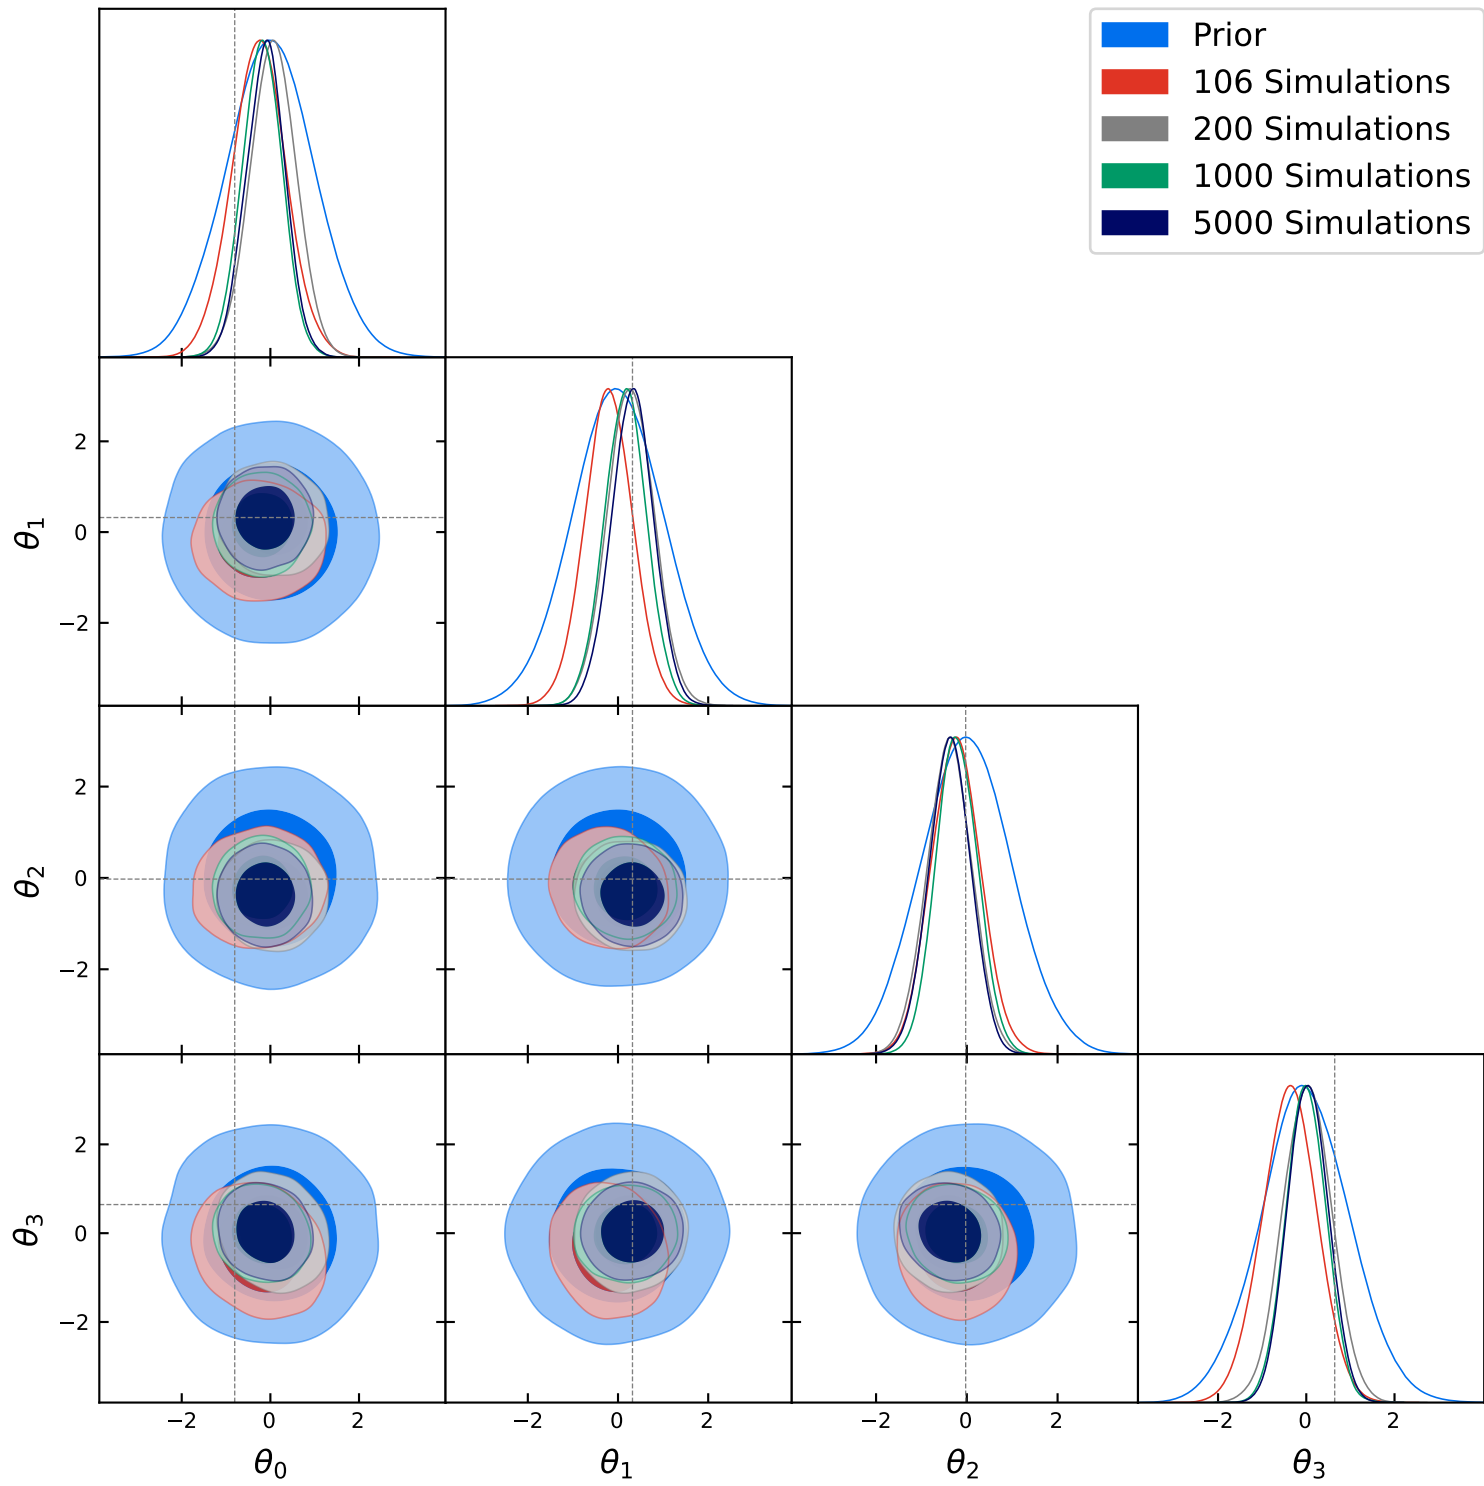 Prior
106 Simulations
200 Simulations
1000 Simulations
5000 Simulations
2
0
−2
θ1
2
0
−2
θ2
2
0
−2
θ3
−2 0 2 −2 0 2 −2 0 2 −2 0 2
θ0 θ1 θ2 θ3